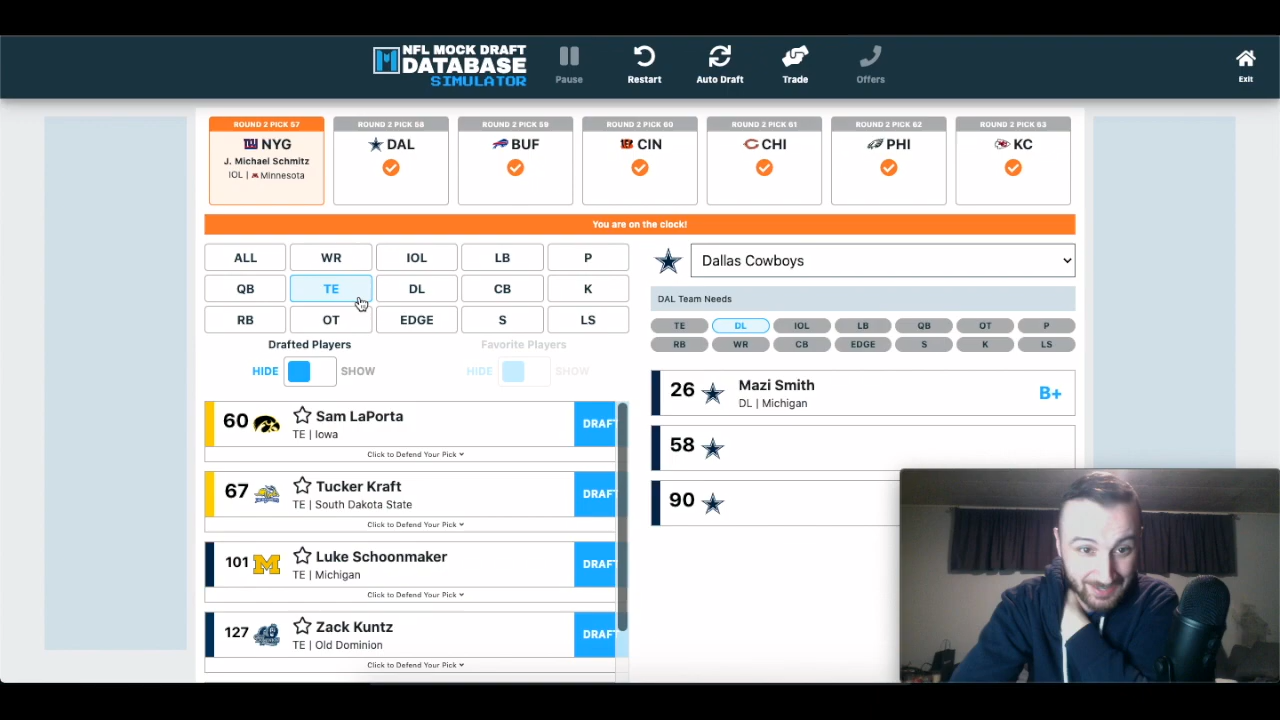 NFL MOCK DRAFT
DATABASE
SIMULATOR
Pause
Restart
Auto Draft
Trade
Offers
Exit
ROUND 2 PICK 57
NYG
J. Michael Schmitz
IOL | Minnesota
ROUND 2 PICK 58
DAL
ROUND 2 PICK 59
BUF
ROUND 2 PICK 60
CIN
ROUND 2 PICK 61
CHI
ROUND 2 PICK 62
PHI
ROUND 2 PICK 63
KC
You are on the clock!
ALL WR IOL LB P
QB TE DL CB K
RB OT EDGE S LS
Drafted Players
HIDE SHOW
Favorite Players
HIDE SHOW
60 Sam LaPorta DRAFT
TE | Iowa
Click to Defend Your Pick
67 Tucker Kraft DRAFT
TE | South Dakota State
Click to Defend Your Pick
101 Luke Schoonmaker DRAFT
TE | Michigan
Click to Defend Your Pick
127 Zack Kuntz DRAFT
TE | Old Dominion
Click to Defend Your Pick
Dallas Cowboys
DAL Team Needs
TE DL IOL LB QB OT P
RB WR CB EDGE S K LS
26 Mazi Smith B+
DL | Michigan
58
90